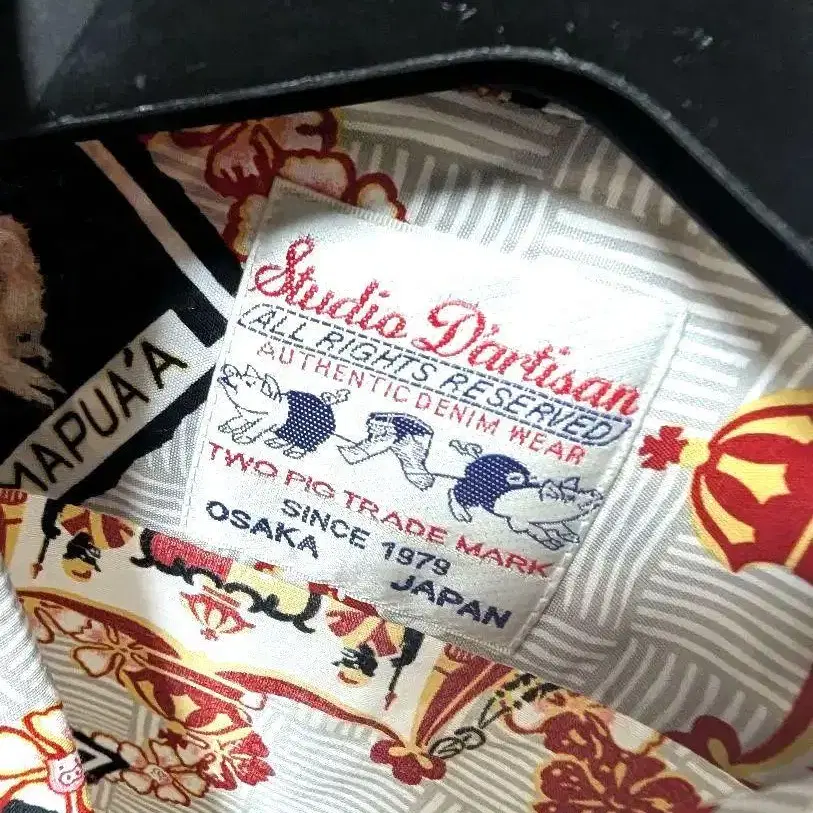 Studio D'artisan
ALL RIGHTS RESERVED
AUTHENTIC DENIM WEAR
TWO PIG TRADE MARK
SINCE 1979
OSAKA JAPAN
MAPUA'A